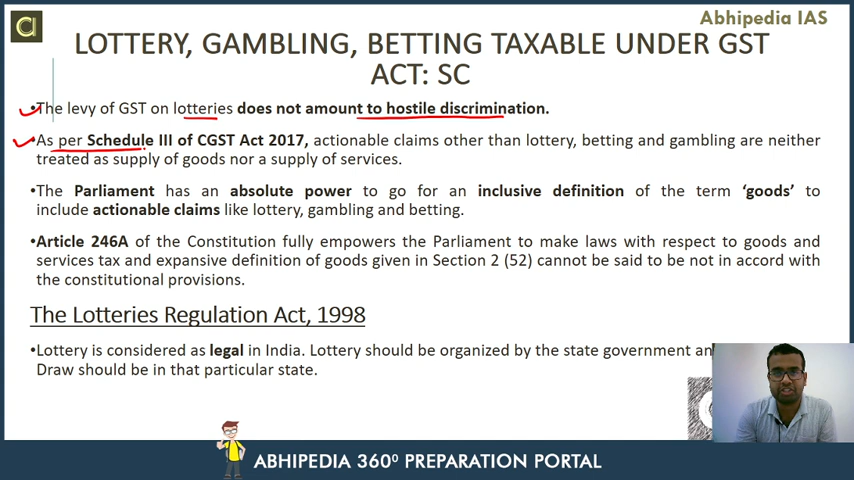 Abhipedia IAS
LOTTERY, GAMBLING, BETTING TAXABLE UNDER GST
ACT: SC
•The levy of GST on lotteries does not amount to hostile discrimination.
•As per Schedule III of CGST Act 2017, actionable claims other than lottery, betting and gambling are neither
treated as supply of goods nor a supply of services.
•The Parliament has an absolute power to go for an inclusive definition of the term ‘goods’ to
include actionable claims like lottery, gambling and betting.
•Article 246A of the Constitution fully empowers the Parliament to make laws with respect to goods and
services tax and expansive definition of goods given in Section 2 (52) cannot be said to be not in accord with
the constitutional provisions.
The Lotteries Regulation Act, 1998
•Lottery is considered as legal in India. Lottery should be organized by the state government
Draw should be in that particular state.
ABHIPEDIA 360⁰ PREPARATION PORTAL